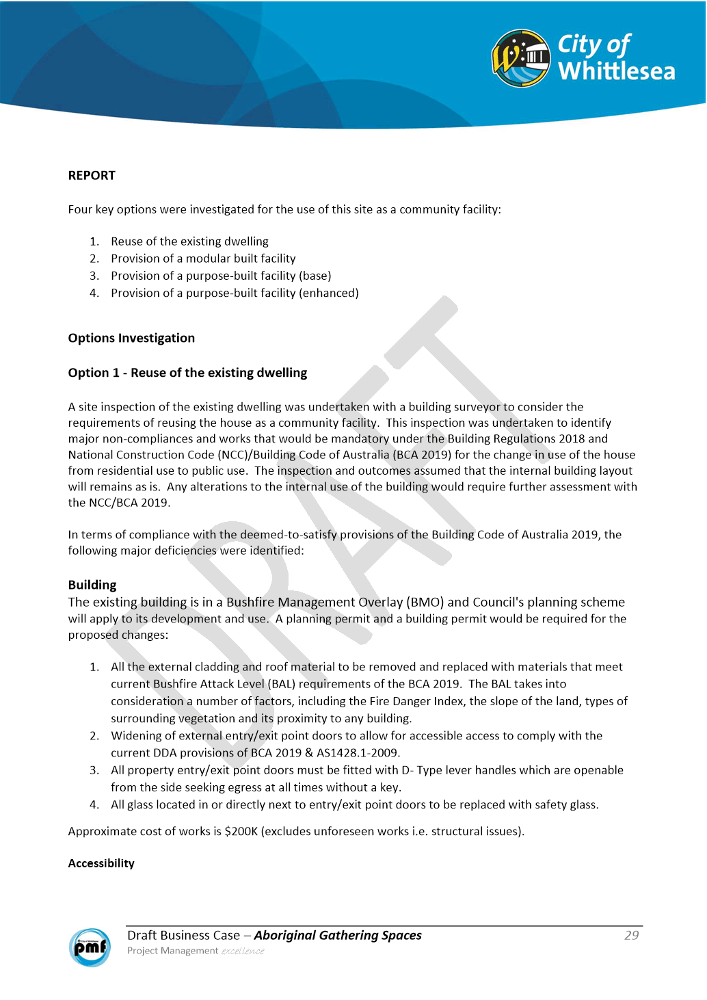 City of
Whittlesea
REPORT
Four key options were investigated for the use of this site as a community facility:
1. Reuse of the existing dwelling
2. Provision of a modular built facility
3. Provision of a purpose-built facility (base)
4. Provision of a purpose-built facility (enhanced)
Options Investigation
Option 1 - Reuse of the existing dwelling
A site inspection of the existing dwelling was undertaken with a building surveyor to consider the
requirements of reusing the house as a community facility. This inspection was undertaken to identify
major non-compliances and works that would be mandatory under the Building Regulations 2018 and
National Construction Code (NCC)/Building Code of Australia (BCA 2019) for the change in use of the house
from residential use to public use. The inspection and outcomes assumed that the internal building layout
will remains as is. Any alterations to the internal use of the building would require further assessment with
the NCC/BCA 2019.
In terms of compliance with the deemed-to-satisfy provisions of the Building Code of Australia 2019, the
following major deficiencies were identified:
Building
The existing building is in a Bushfire Management Overlay (BMO) and Council's planning scheme
will apply to its development and use. A planning permit and a building permit would be required for the
proposed changes:
1. All the external cladding and roof material to be removed and replaced with materials that meet
current Bushfire Attack Level (BAL) requirements of the BCA 2019. The BAL takes into
consideration a number of factors, including the Fire Danger Index, the slope of the land, types of
surrounding vegetation and its proximity to any building.
2. Widening of external entry/exit point doors to allow for accessible access to comply with the
current DDA provisions of BCA 2019 & AS1428.1-2009.
3. All property entry/exit point doors must be fitted with D- Type lever handles which are openable
from the side seeking egress at all times without a key.
4. All glass located in or directly next to entry/exit point doors to be replaced with safety glass.
Approximate cost of works is $200K (excludes unforeseen works i.e. structural issues).
Accessibility
DRAFT
City of Whittlesea
pmf
Draft Business Case – Aboriginal Gathering Spaces 29
Project Management excellence